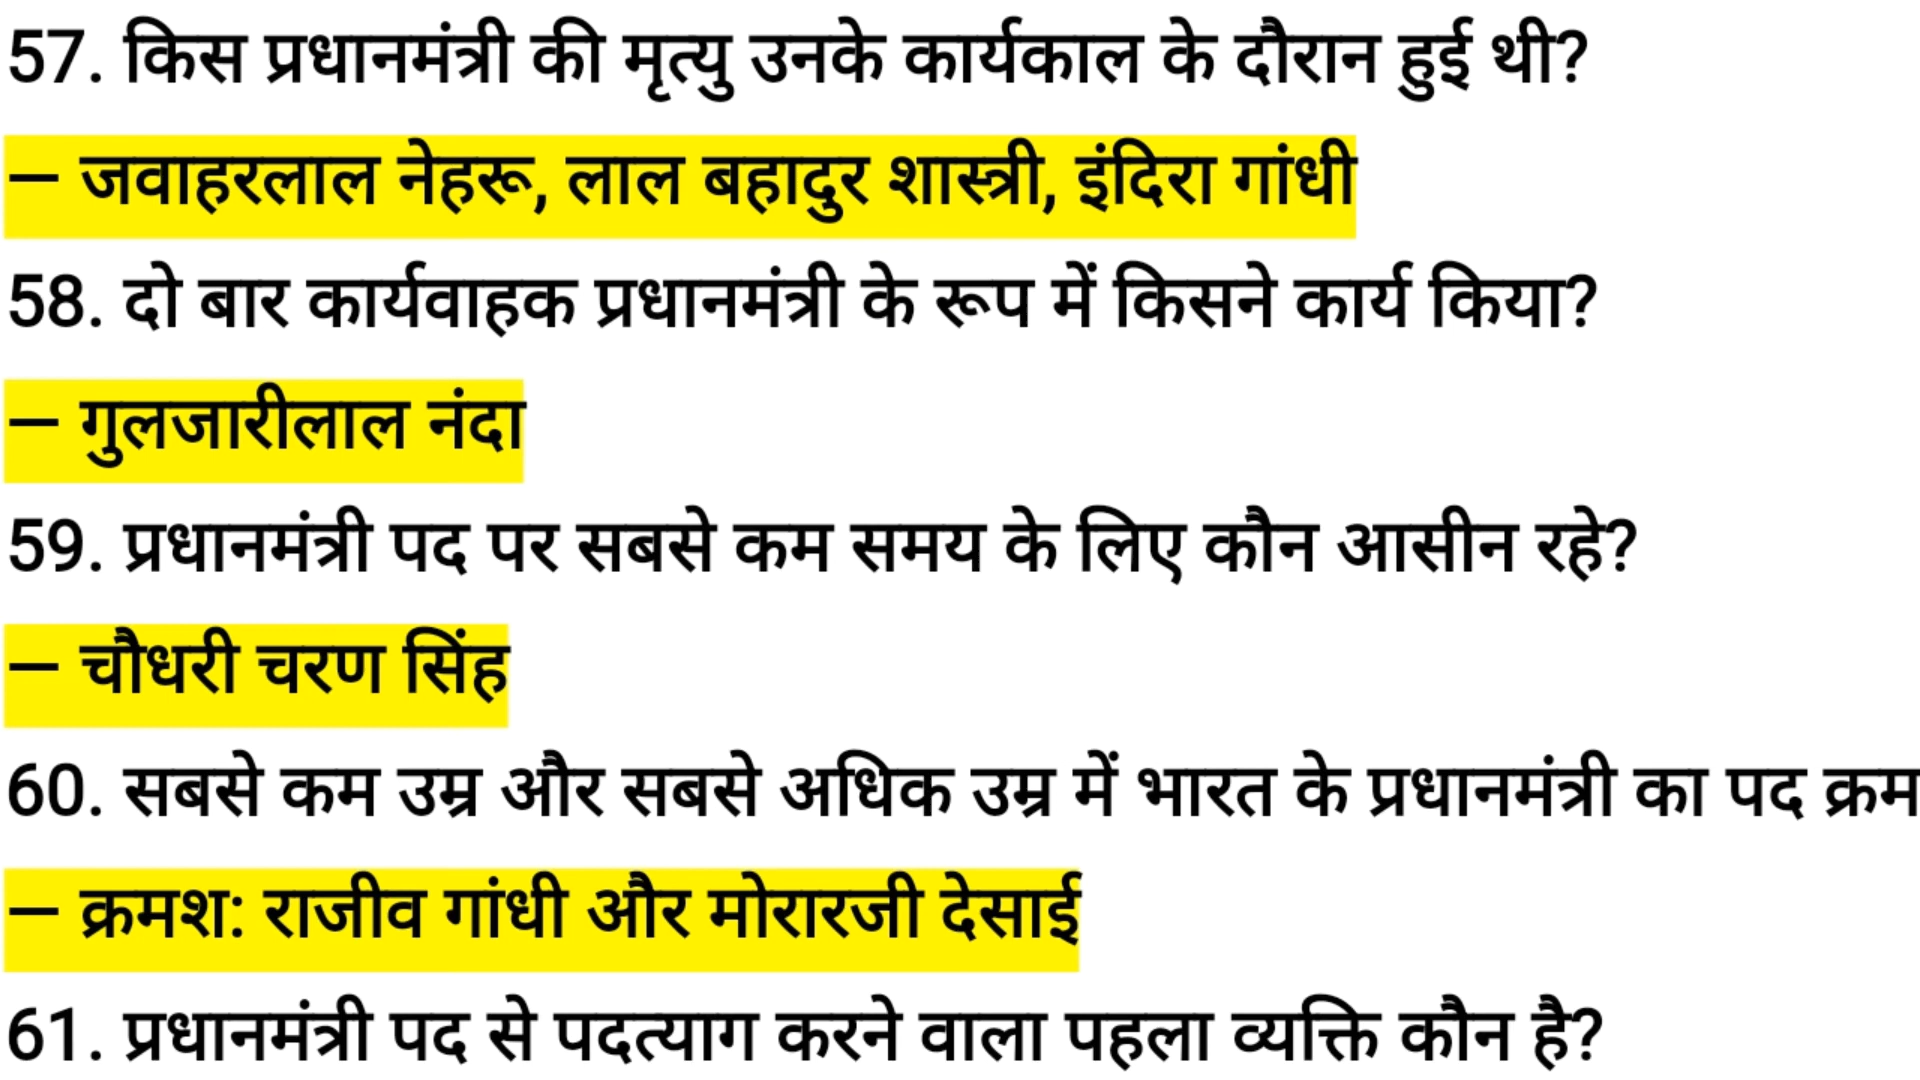 57. किस प्रधानमंत्री की मृत्यु उनके कार्यकाल के दौरान हुई थी?
— जवाहरलाल नेहरू, लाल बहादुर शास्त्री, इंदिरा गांधी
58. दो बार कार्यवाहक प्रधानमंत्री के रूप में किसने कार्य किया?
— गुलजारीलाल नंदा
59. प्रधानमंत्री पद पर सबसे कम समय के लिए कौन आसीन रहे?
— चौधरी चरण सिंह
60. सबसे कम उम्र और सबसे अधिक उम्र में भारत के प्रधानमंत्री का पद क्रम
— क्रमश: राजीव गांधी और मोरारजी देसाई
61. प्रधानमंत्री पद से पदत्याग करने वाला पहला व्यक्ति कौन है?